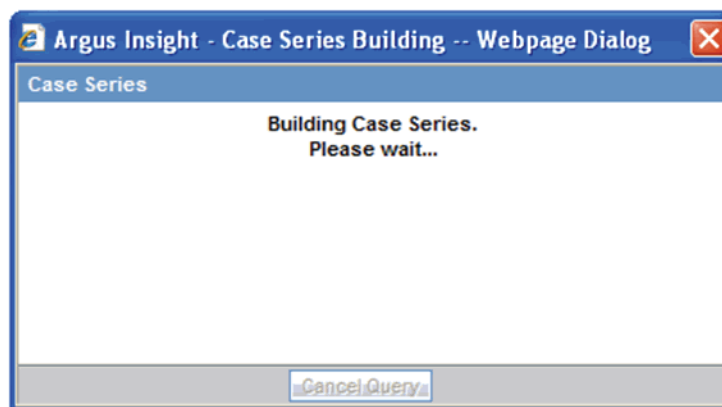 Argus Insight - Case Series Building -- Webpage Dialog
Case Series
Building Case Series.
Please wait...
Cancel Query